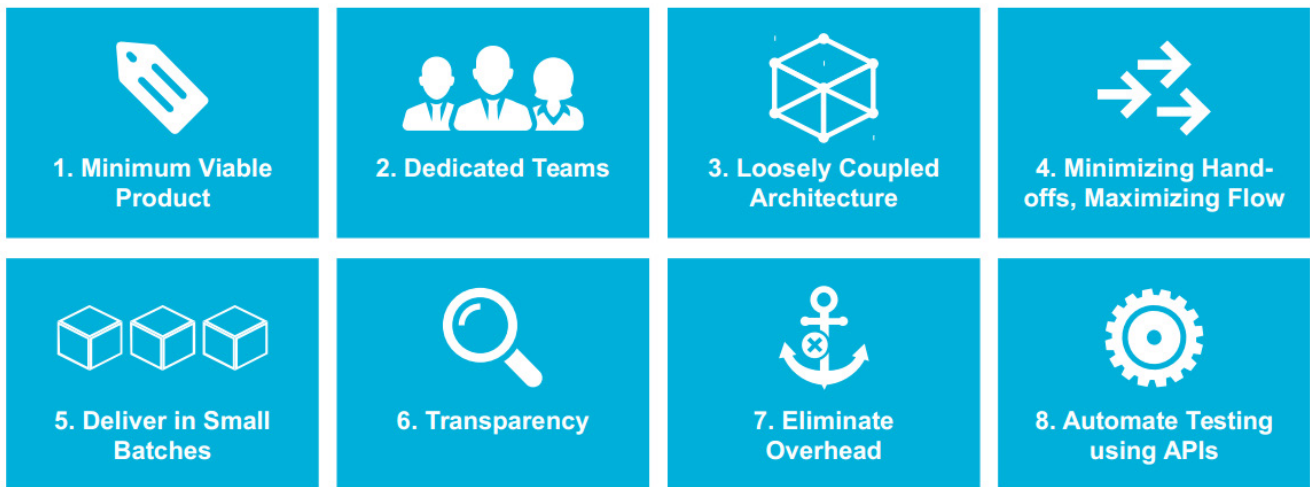 1. Minimum Viable
Product
2. Dedicated Teams
3. Loosely Coupled
Architecture
4. Minimizing Hand-
offs, Maximizing Flow
5. Deliver in Small
Batches
6. Transparency
7. Eliminate
Overhead
8. Automate Testing
using APIs